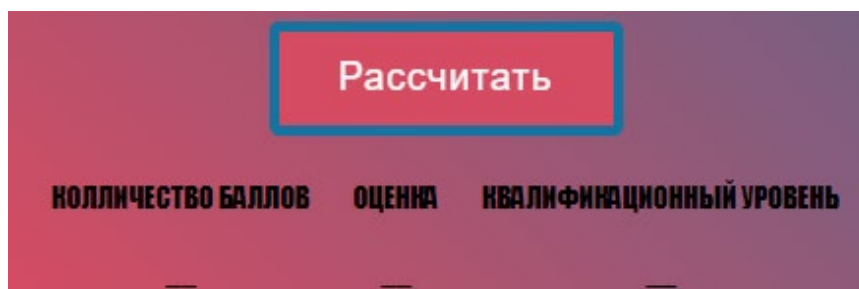 Рассчитать
КОЛЛИЧЕСТВО БАЛЛОВ ОЦЕНКА КВАЛИФИКАЦИОННЫЙ УРОВЕНЬ